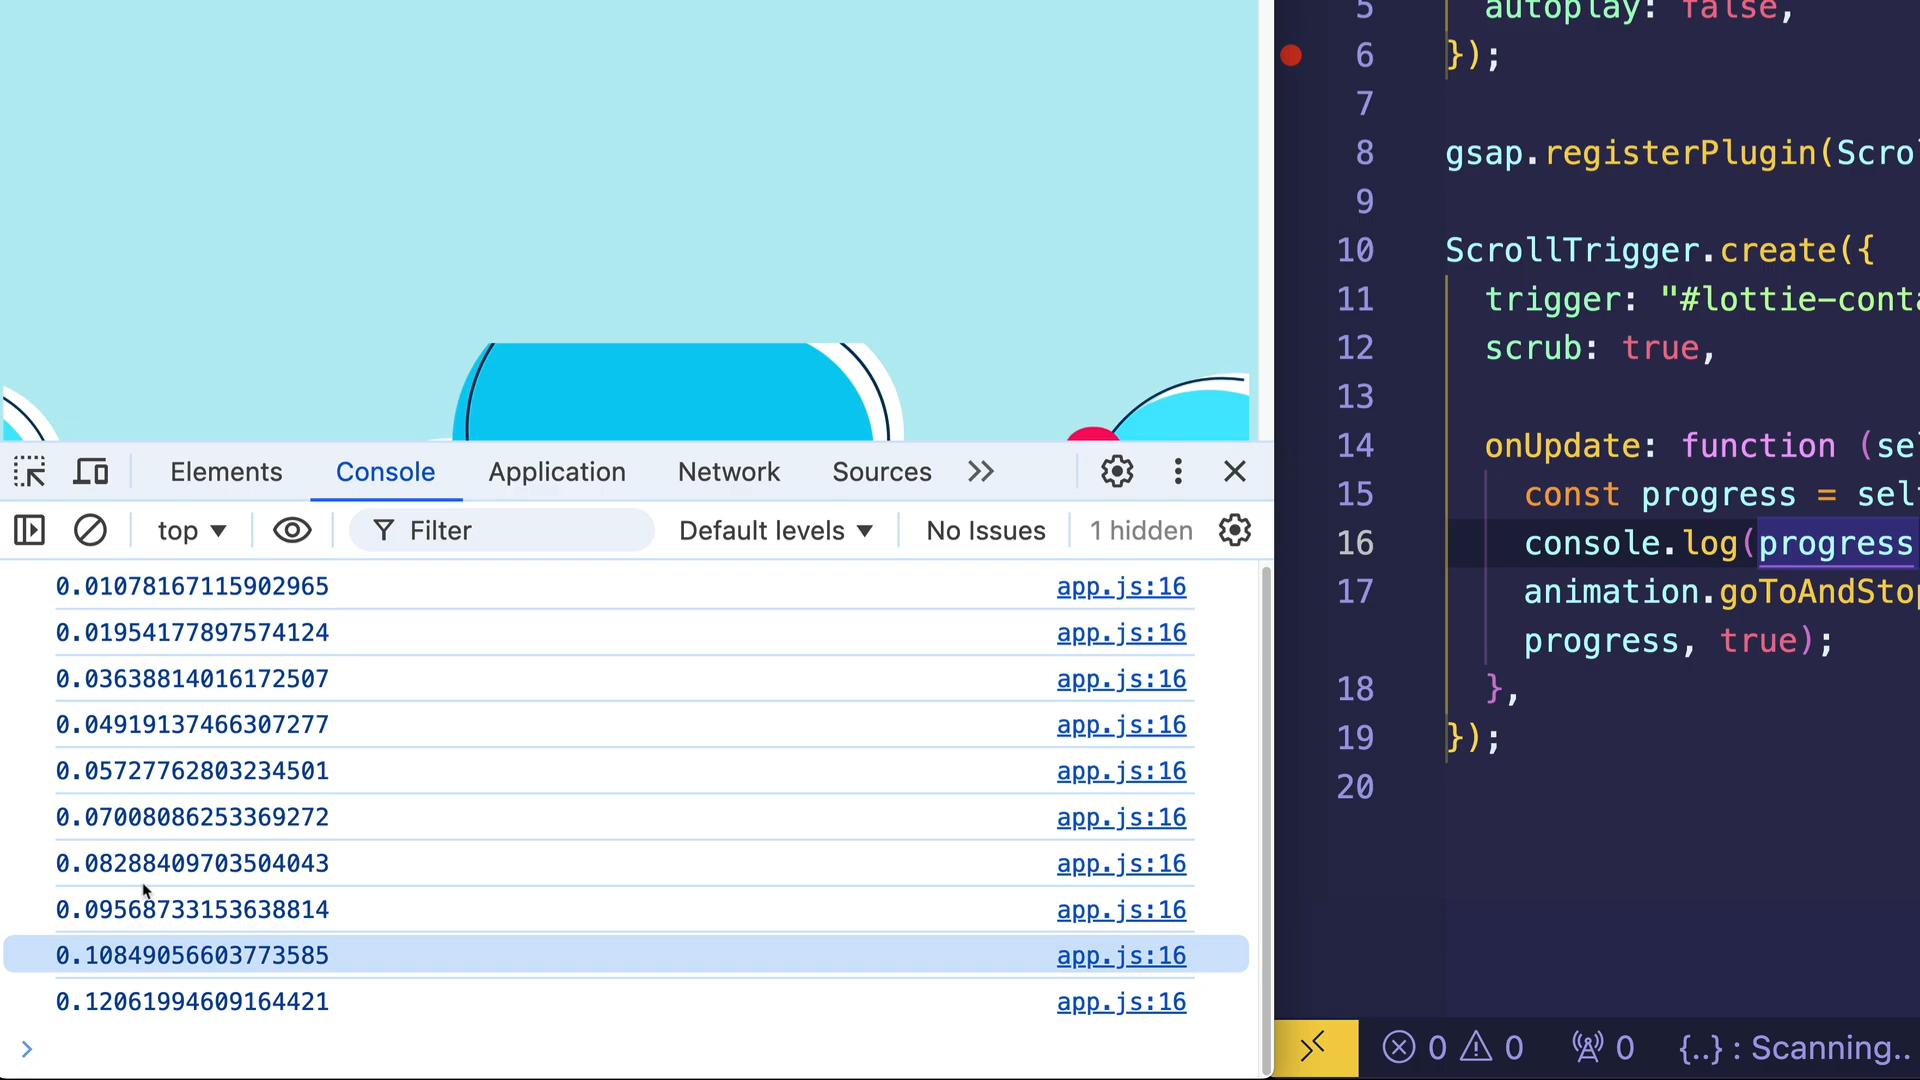 Elements Console Application Network Sources
top Filter Default levels No Issues 1 hidden
0.01078167115902965 app.js:16
0.01954177897574124 app.js:16
0.03638814016172507 app.js:16
0.04919137466307277 app.js:16
0.05727762803234501 app.js:16
0.07008086253369272 app.js:16
0.08288409703504043 app.js:16
0.09568733153638814 app.js:16
0.10849056603773585 app.js:16
0.12061994609164421 app.js:16
5 autoplay: false,
6 });
7
8 gsap.registerPlugin(Scro
9
10 ScrollTrigger.create({
11 trigger: "#lottie-conta
12 scrub: true,
13
14 onUpdate: function (se
15 const progress = sel
16 console.log(progress
17 animation.goToAndStop
progress, true);
18 },
19 });
20
0 0 0 {..} : Scanning..